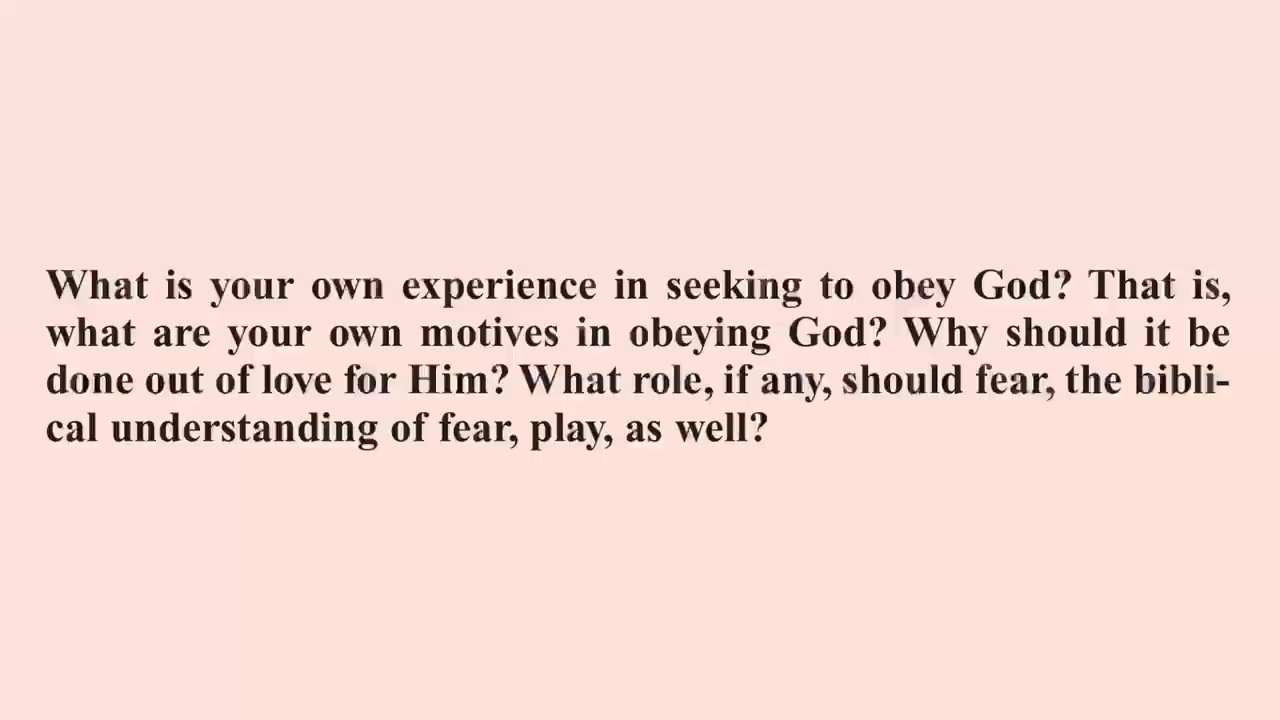 What is your own experience in seeking to obey God? That is,
what are your own motives in obeying God? Why should it be
done out of love for Him? What role, if any, should fear, the bibli-
cal understanding of fear, play, as well?